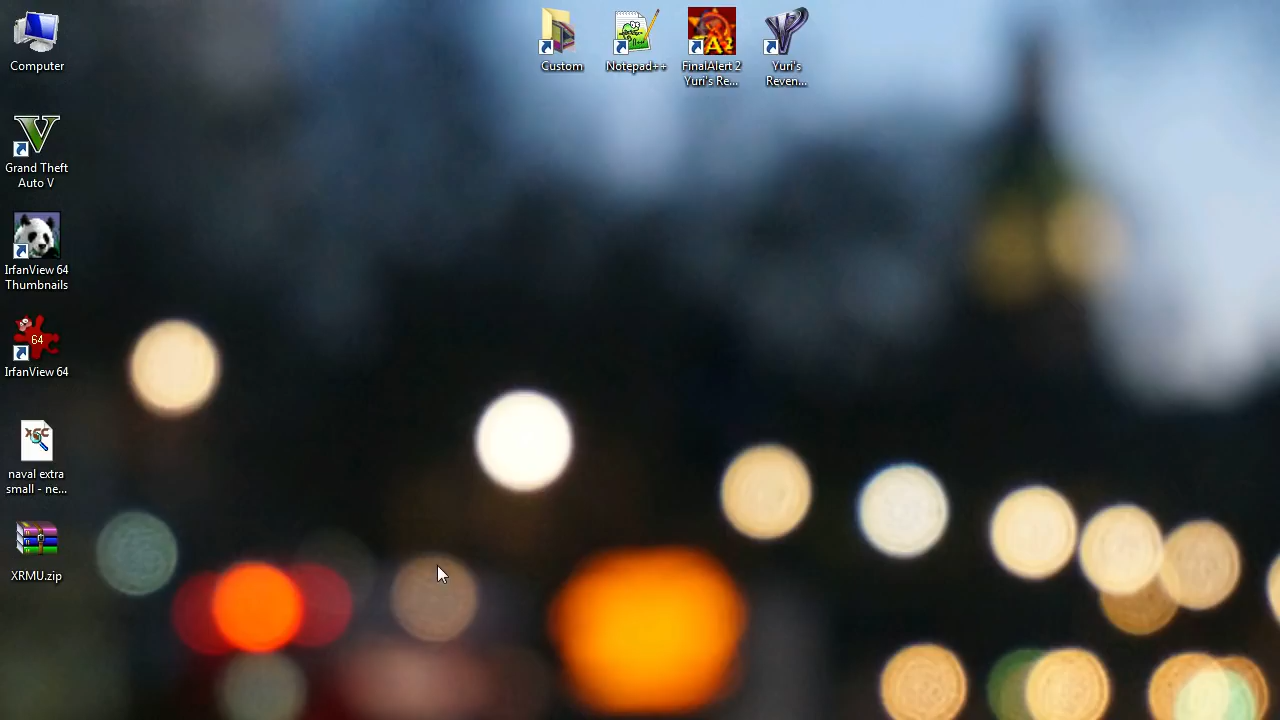 Computer
Grand Theft
Auto V
IrfanView 64
Thumbnails
64
IrfanView 64
naval extra
small - ne...
XRMU.zip
Custom
Notepad++
FinalAlert 2
Yuri's Re...
Yuri's
Reven...